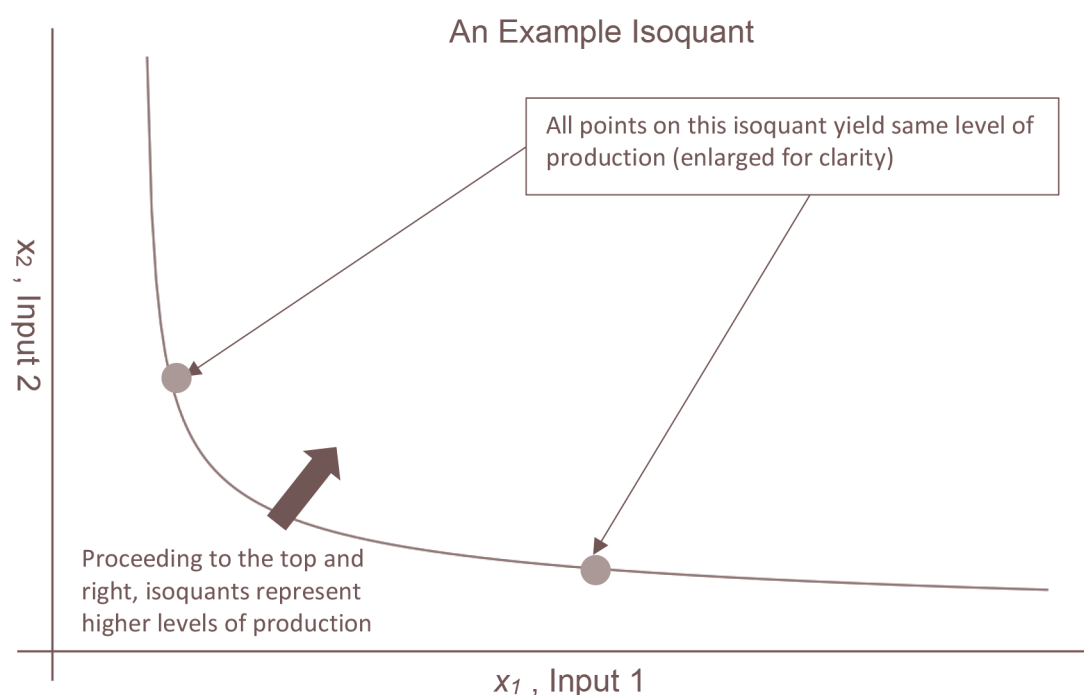 An Example Isoquant
All points on this isoquant yield same level of
production (enlarged for clarity)
x₂ , Input 2
Proceeding to the top and
right, isoquants represent
higher levels of production
x₁ , Input 1